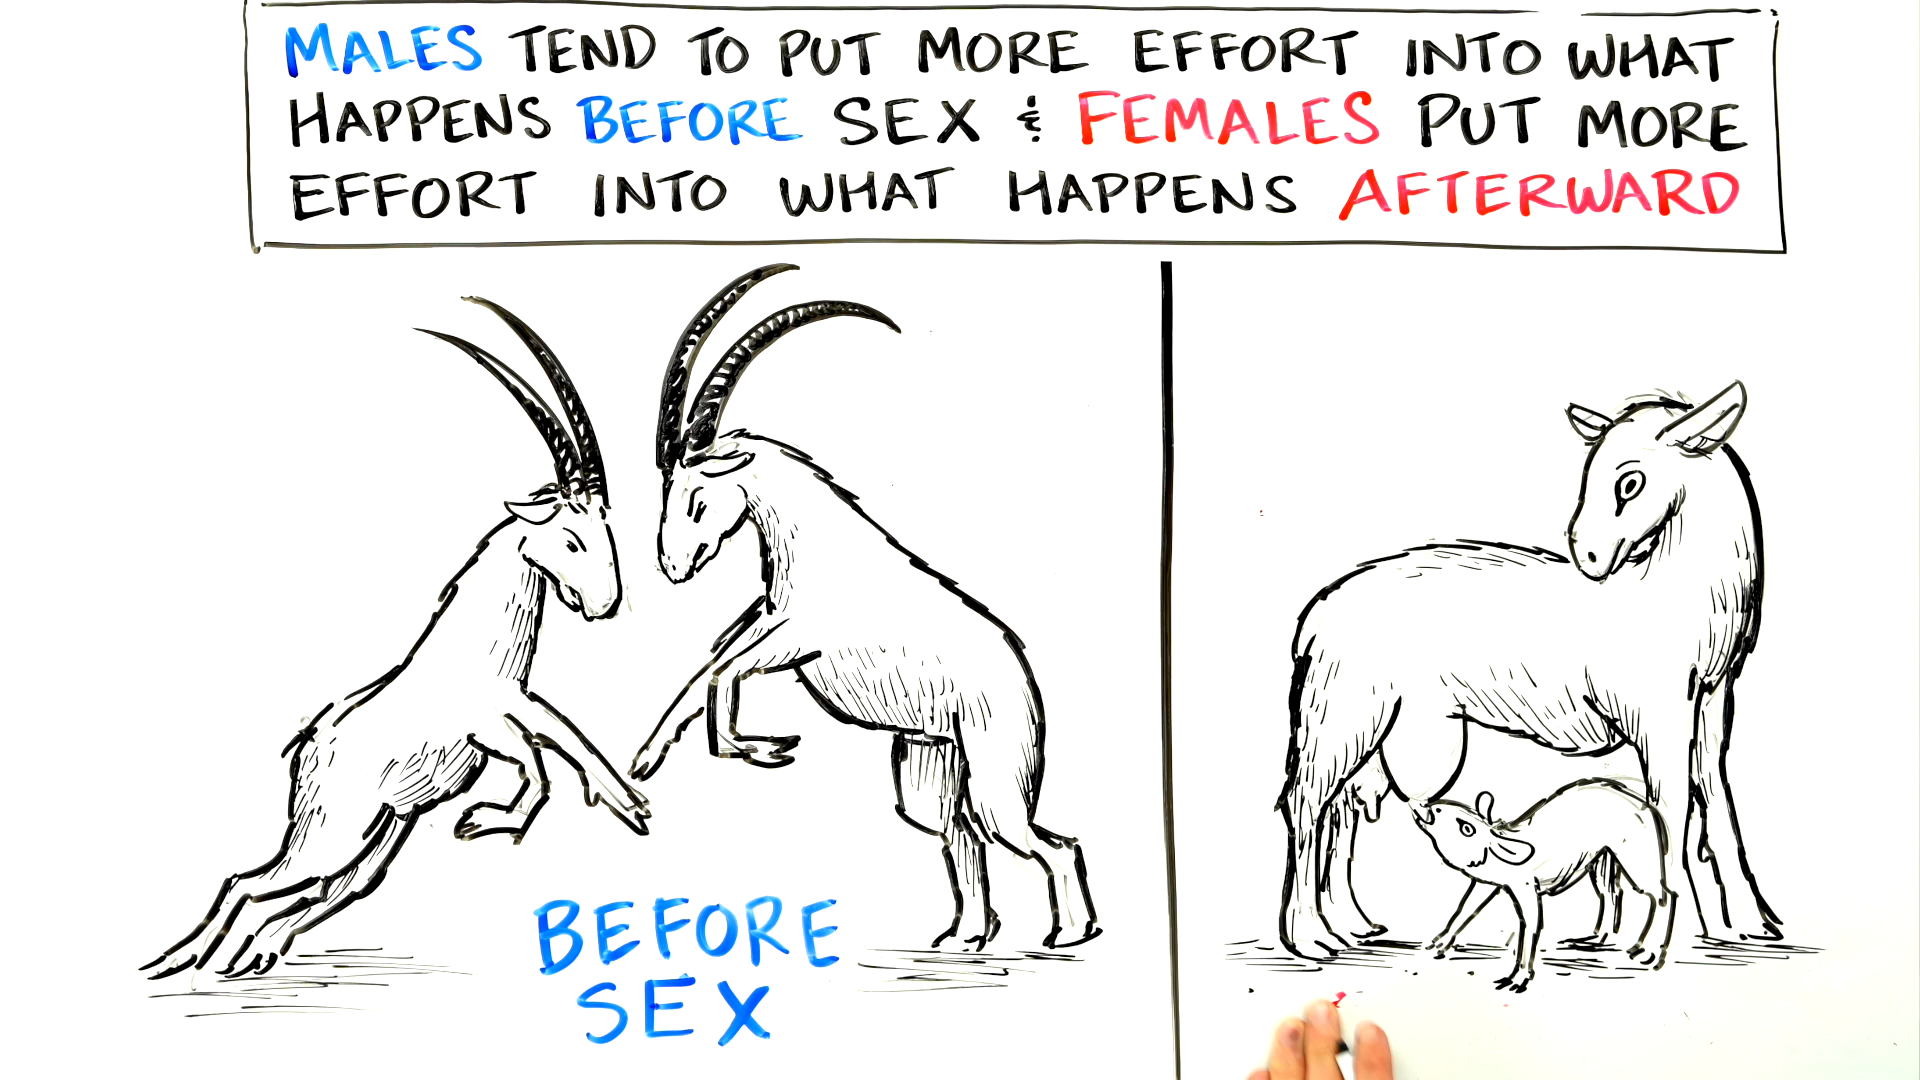 MALES TEND TO PUT MORE EFFORT INTO WHAT
HAPPENS BEFORE SEX & FEMALES PUT MORE
EFFORT INTO WHAT HAPPENS AFTERWARD
BEFORE
SEX